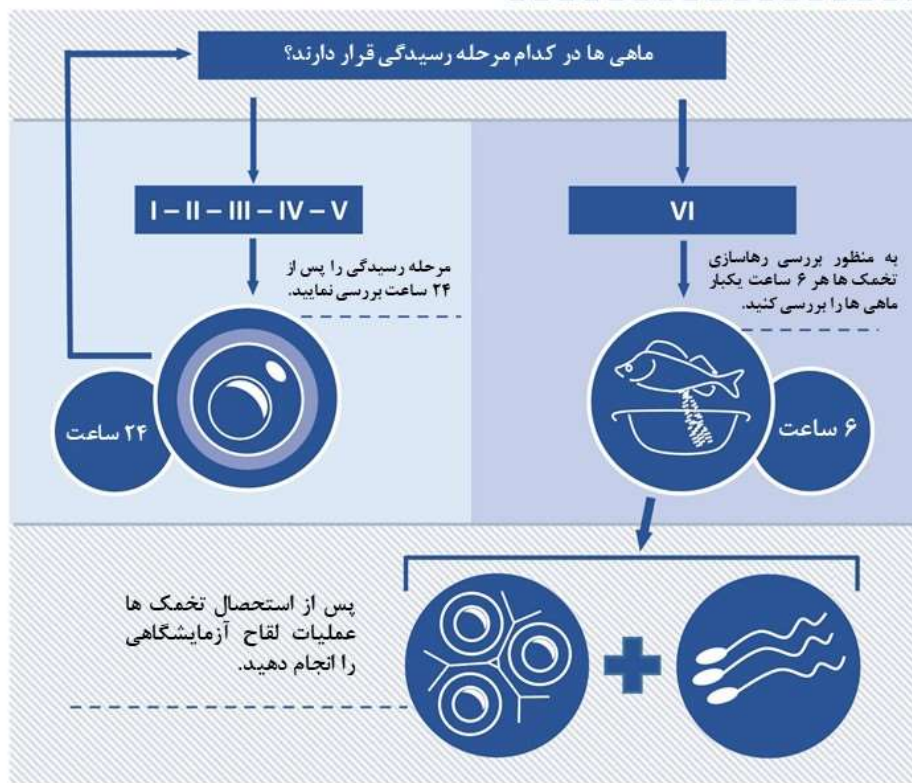 ماهی ها در کدام مرحله رسیدگی قرار دارند؟
VI
I – II – III – IV – V
به منظور بررسی رهاسازی
تخمک ها هر ۶ ساعت یکبار
ماهی ها را بررسی کنید.
مرحله رسیدگی را پس از
۲۴ ساعت بررسی نمایید.
۶ ساعت
۲۴ ساعت
پس از استحصال تخمک ها
عملیات لقاح آزمایشگاهی
را انجام دهید.